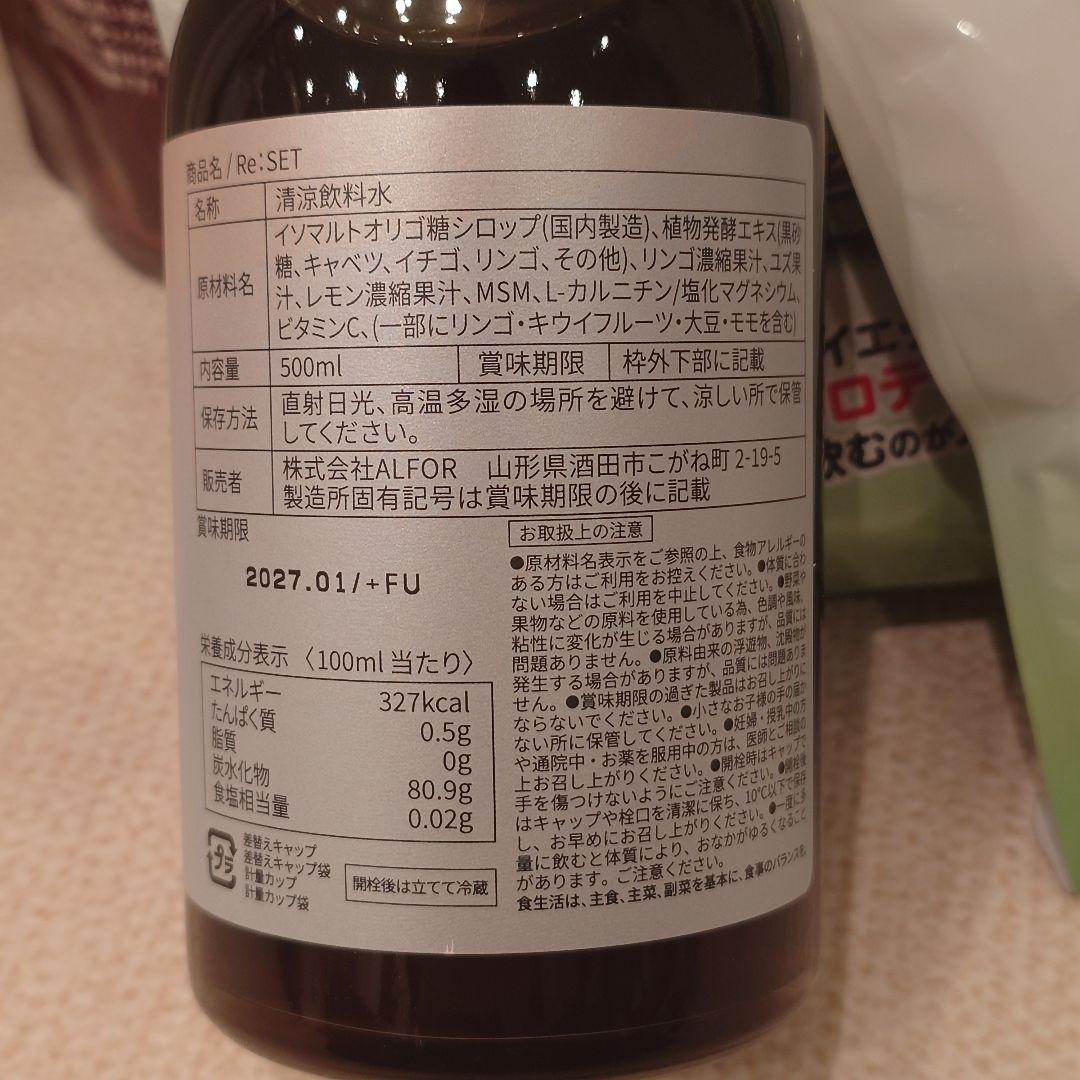 商品名/Re:SET
名称 清涼飲料水
原材料名 イソマルトオリゴ糖シロップ(国内製造)、植物発酵エキス(黒砂
糖、キャベツ、イチゴ、リンゴ、その他)、リンゴ濃縮果汁、ユズ果
汁、レモン濃縮果汁、MSM、L-カルニチン/塩化マグネシウム、
ビタミンC、(一部にリンゴ・キウイフルーツ・大豆・モモを含む)
内容量 500ml 賞味期限 枠外下部に記載
保存方法 直射日光、高温多湿の場所を避けて、涼しい所で保管
してください。
販売者 株式会社ALFOR 山形県酒田市こがね町2-19-5
製造所固有記号は賞味期限の後に記載
賞味期限
2027.01/+FU
栄養成分表示 〈100ml当たり〉
エネルギー 327kcal
たんぱく質 0.5g
脂質 0g
炭水化物 80.9g
食塩相当量 0.02g
プラ
差替えキャップ
差替えキャップ袋
計量カップ
計量カップ袋
開栓後は立てて冷蔵
お取扱上の注意
●原材料名表示をご参照の上、食物アレルギーの
ある方はご利用をお控えください。●体質に合わ
ない場合はご利用を中止してください。●野菜や
果物などの原料を使用している為、色調や風味、
粘性に変化が生じる場合がありますが、品質には
問題ありません。●原料由来の浮遊物、沈殿物が
発生する場合がありますが、品質には問題ありま
せん。●賞味期限の過ぎた製品はお召し上がりに
ならないでください。●小さなお子様の手の届か
ない所に保管してください。●妊婦・授乳中の方
や通院中・お薬を服用中の方は、医師とご相談の
上お召し上がりください。●開栓時はキャップで
手を傷つけないようにご注意ください。●開栓後
はキャップや栓口を清潔に保ち、10℃以下で保存
し、お早めにお召し上がりください。●一度に多
量に飲むと体質により、おなかがゆるくなること
があります。ご注意ください。
食生活は、主食、主菜、副菜を基本に、食事のバランスを。
イエッ
ロテ
飲むのが